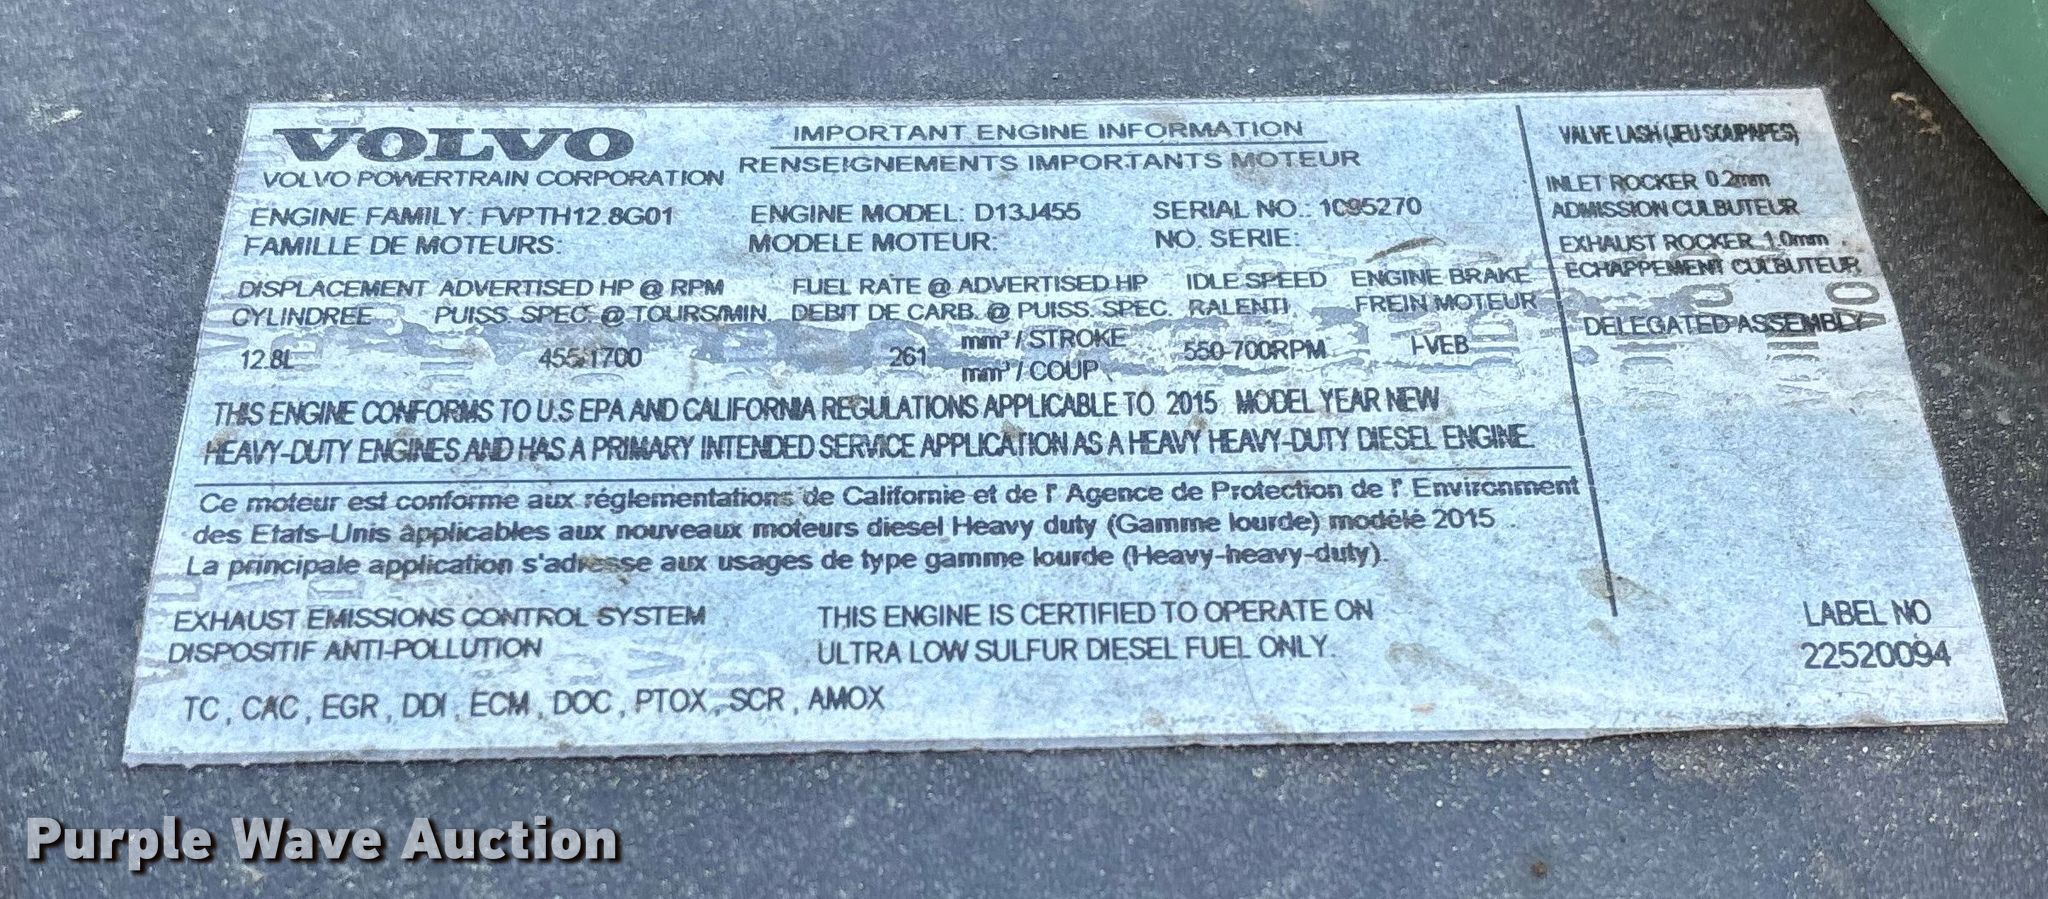 VOLVO
VOLVO POWERTRAIN CORPORATION
IMPORTANT ENGINE INFORMATION
RENSEIGNEMENTS IMPORTANTS MOTEUR
ENGINE FAMILY: FVPTH12.8G01
FAMILLE DE MOTEURS:
ENGINE MODEL: D13J455
MODELE MOTEUR:
SERIAL NO.: 1095270
NO. SERIE:
DISPLACEMENT
CYLINDREE
12.8L
ADVERTISED HP @ RPM
PUISS. SPEC. @ TOURS/MIN.
455/1700
FUEL RATE @ ADVERTISED HP
DEBIT DE CARB. @ PUISS. SPEC.
261
mm³ / STROKE
mm³ / COUP
IDLE SPEED
RALENTI
550-700RPM
ENGINE BRAKE
FREIN MOTEUR
I-VEB
THIS ENGINE CONFORMS TO U.S EPA AND CALIFORNIA REGULATIONS APPLICABLE TO 2015 MODEL YEAR NEW
HEAVY-DUTY ENGINES AND HAS A PRIMARY INTENDED SERVICE APPLICATION AS A HEAVY HEAVY-DUTY DIESEL ENGINE.
Ce moteur est conforme aux réglementations de Californie et de l' Agence de Protection de l' Environment
des Etats-Unis applicables aux nouveaux moteurs diesel Heavy duty (Gamme lourde) modélé 2015 .
La principale application s'adresse aux usages de type gamme lourde (Heavy-heavy-duty).
EXHAUST EMISSIONS CONTROL SYSTEM
DISPOSITIF ANTI-POLLUTION
TC, CAC, EGR, DDI, ECM, DOC, PTOX, SCR, AMOX
THIS ENGINE IS CERTIFIED TO OPERATE ON
ULTRA LOW SULFUR DIESEL FUEL ONLY.
VALVE LASH (JEU SOUPAPES)
INLET ROCKER 0.2mm
ADMISSION CULBUTEUR
EXHAUST ROCKER 1.0mm
ECHAPPEMENT CULBUTEUR
DELEGATED ASSEMBLY
LABEL NO
22520094
Purple Wave Auction